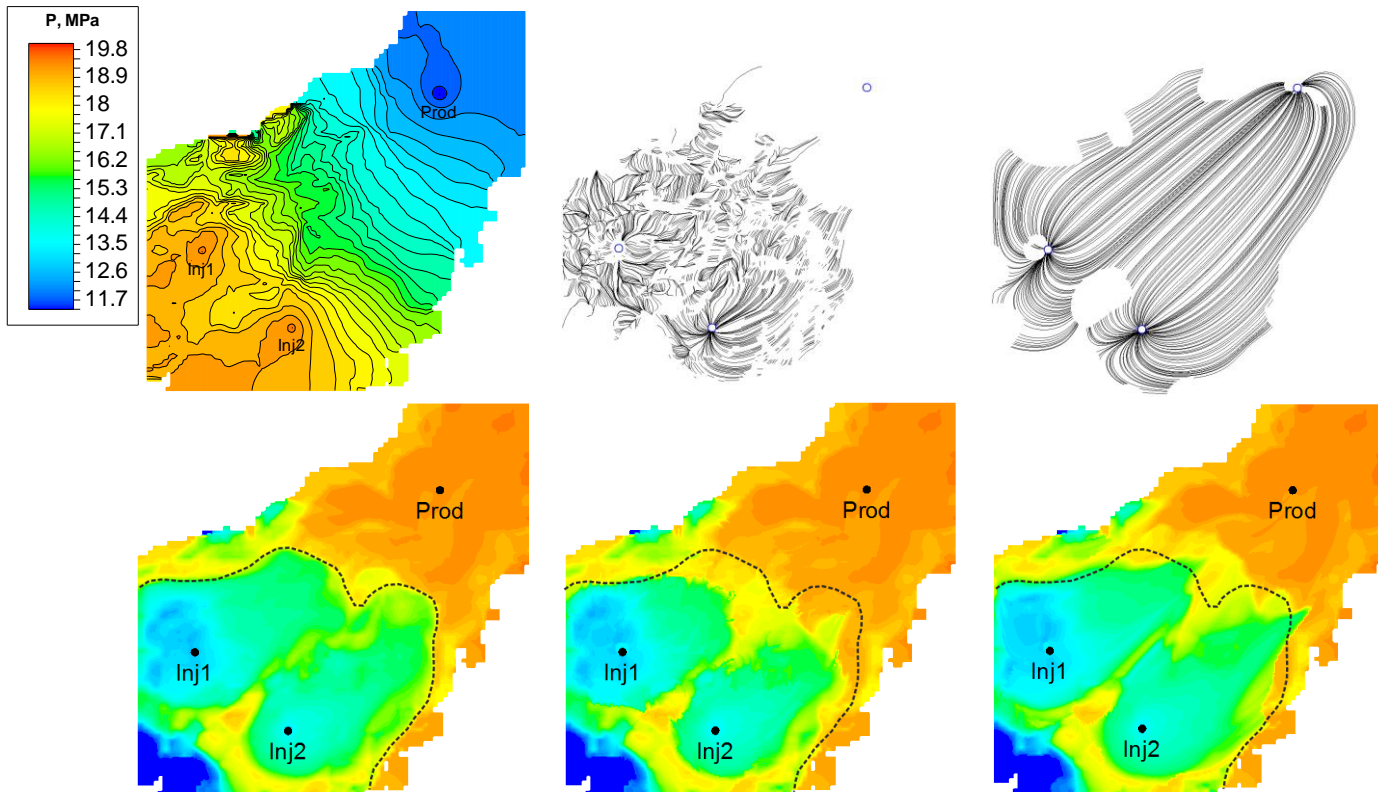 P, MPa
19.8
18.9
18
17.1
16.2
15.3
14.4
13.5
12.6
11.7
Prod
Inj1
Inj2
Prod
Inj1
Inj2
Prod
Inj1
Inj2
Prod
Inj1
Inj2